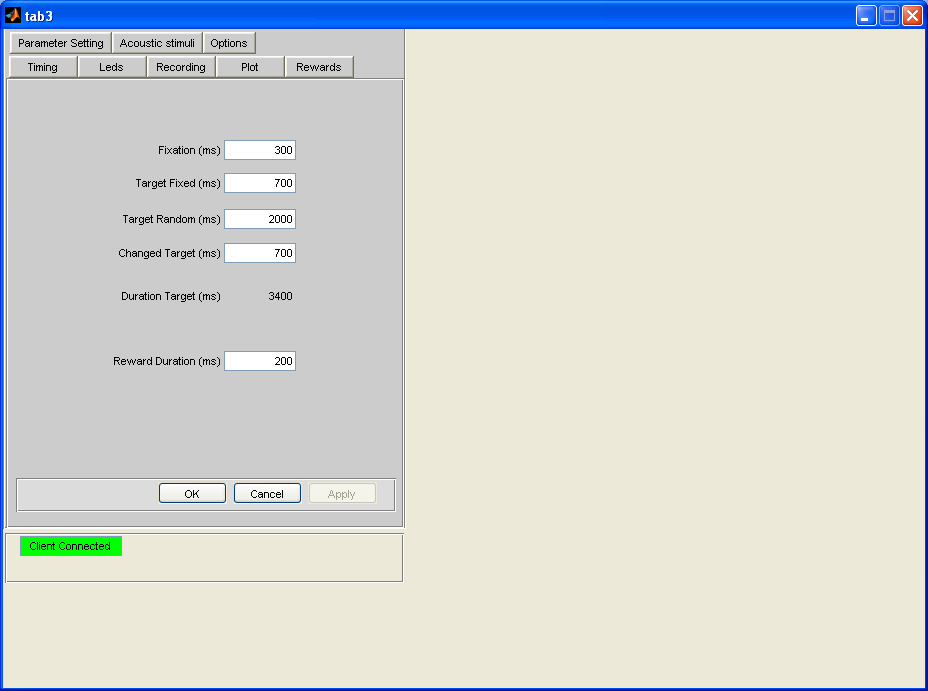 tab3
Parameter Setting Acoustic stimuli Options
Timing Leds Recording Plot Rewards
Fixation (ms) 300
Target Fixed (ms) 700
Target Random (ms) 2000
Changed Target (ms) 700
Duration Target (ms) 3400
Reward Duration (ms) 200
OK Cancel Apply
Client Connected